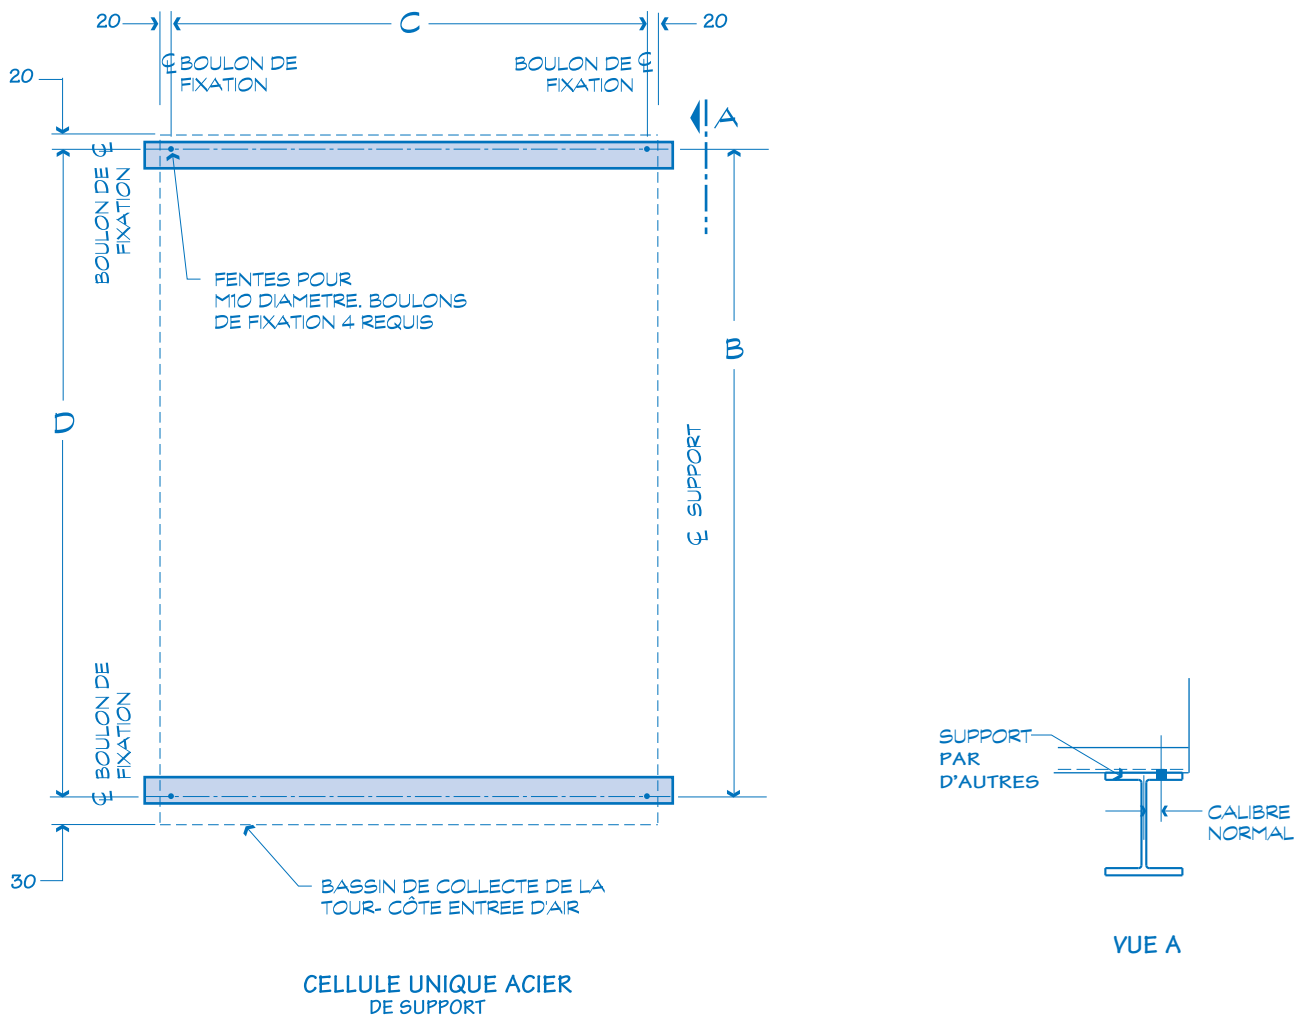 20
C
20
℄ BOULON DE
FIXATION
BOULON DE ℄
FIXATION
20
A
BOULON DE ℄
FIXATION
FENTES POUR
M10 DIAMETRE. BOULONS
DE FIXATION 4 REQUIS
B
D
℄ SUPPORT
℄ BOULON DE
FIXATION
SUPPORT
PAR
D'AUTRES
CALIBRE
NORMAL
30
BASSIN DE COLLECTE DE LA
TOUR- CÔTE ENTREE D'AIR
VUE A
CELLULE UNIQUE ACIER
DE SUPPORT